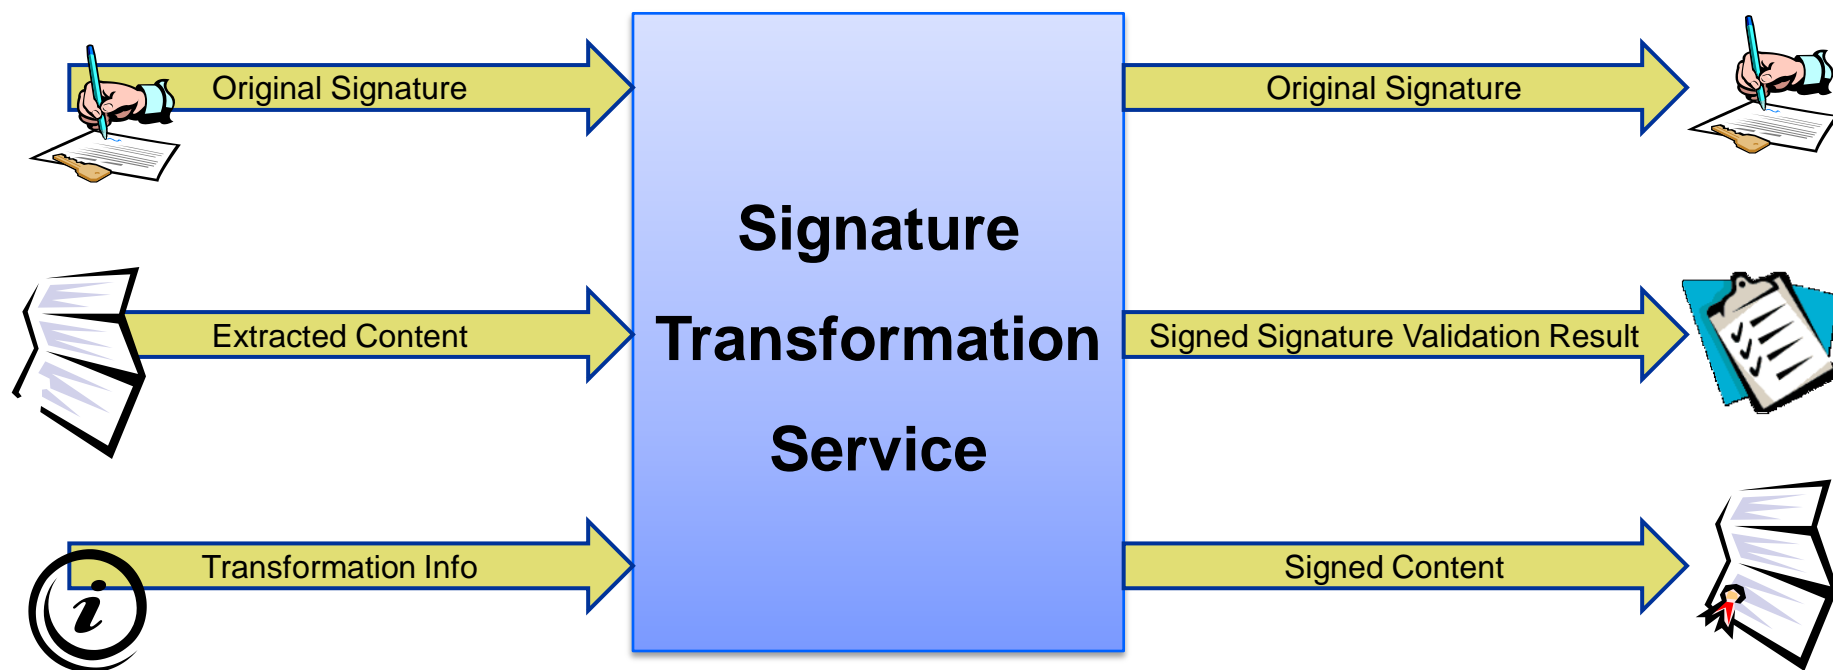 Original Signature
Extracted Content
Transformation Info
Signature
Transformation
Service
Original Signature
Signed Signature Validation Result
Signed Content